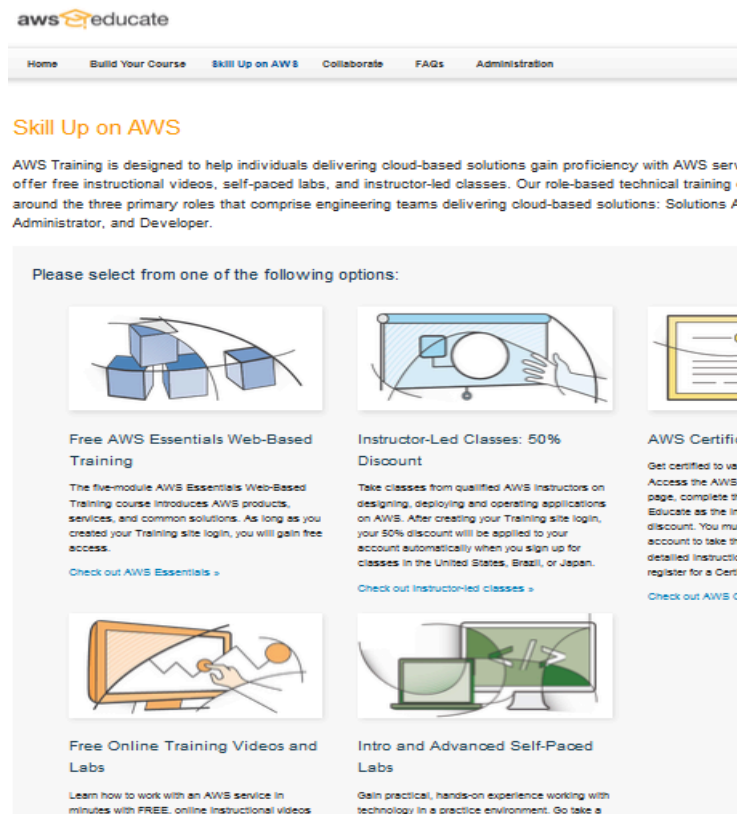 aws educate
Home Build Your Course Skill Up on AWS Collaborate FAQs Administration
Skill Up on AWS
AWS Training is designed to help individuals delivering cloud-based solutions gain proficiency with AWS
offer free instructional videos, self-paced labs, and instructor-led classes. Our role-based technical training
around the three primary roles that comprise engineering teams delivering cloud-based solutions: Solutions
Administrator, and Developer.
Please select from one of the following options:
Free AWS Essentials Web-Based
Training
The five-module AWS Essentials Web-Based
Training course introduces AWS products,
services, and common solutions. As long as you
created your Training site login, you will gain free
access.
Check out AWS Essentials »
Instructor-Led Classes: 50%
Discount
Take classes from qualified AWS instructors on
designing, deploying and operating applications
on AWS. After creating your Training site login,
your 50% discount will be applied to your
account automatically when you sign up for
classes in the United States, Brazil, or Japan.
Check out instructor-led classes »
AWS
Get certified to
Access the AWS
page, complete
Educate as the
discount. You
account to take
detailed
register for a
Check out AWS
Free Online Training Videos and
Labs
Learn how to work with an AWS service in
minutes with FREE, online instructional videos
Intro and Advanced Self-Paced
Labs
Gain practical, hands-on experience working with
technology in a practice environment. Go take a